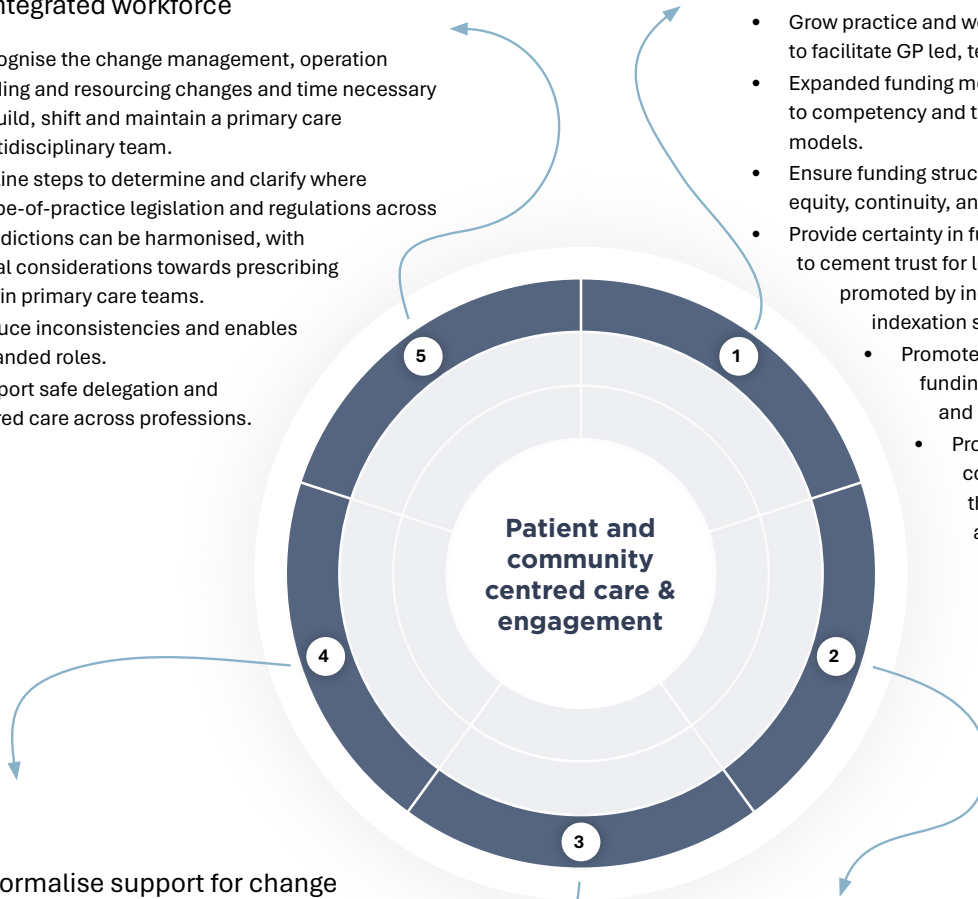 ntegrated workforce
ognise the change management, operation
ding and resourcing changes and time necessary
uild, shift and maintain a primary care
tidisciplinary team.
line steps to determine and clarify where
pe-of-practice legislation and regulations across
dictions can be harmonised, with
al considerations towards prescribing
in primary care teams.
uce inconsistencies and enables
anded roles.
port safe delegation and
red care across professions.
• Grow practice and w
to facilitate GP led, te
• Expanded funding m
to competency and t
models.
• Ensure funding struc
equity, continuity, an
• Provide certainty in f
to cement trust for l
promoted by in
indexation s
• Promote
fundin
and
• Pro
co
th
a
5
1
Patient and
community
centred care &
engagement
4
2
3
ormalise support for change